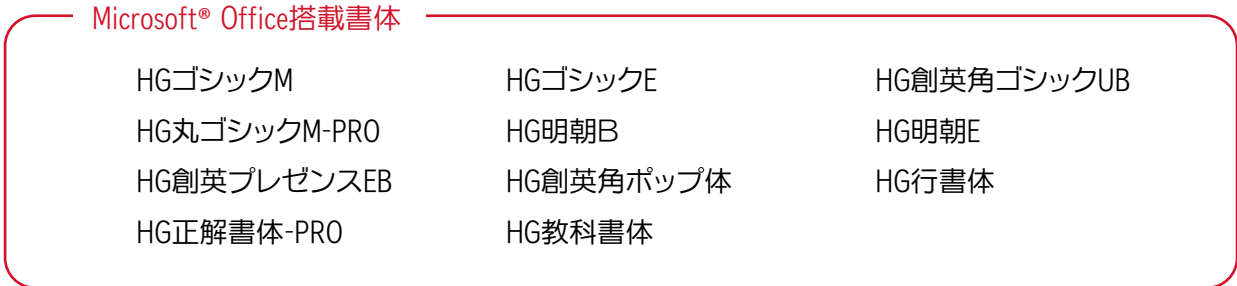 Microsoft® Office搭載書体
HGゴシックM HGゴシックE HG創英角ゴシックUB
HG丸ゴシックM-PRO HG明朝B HG明朝E
HG創英プレゼンスEB HG創英角ポップ体 HG行書体
HG正解書体-PRO HG教科書体